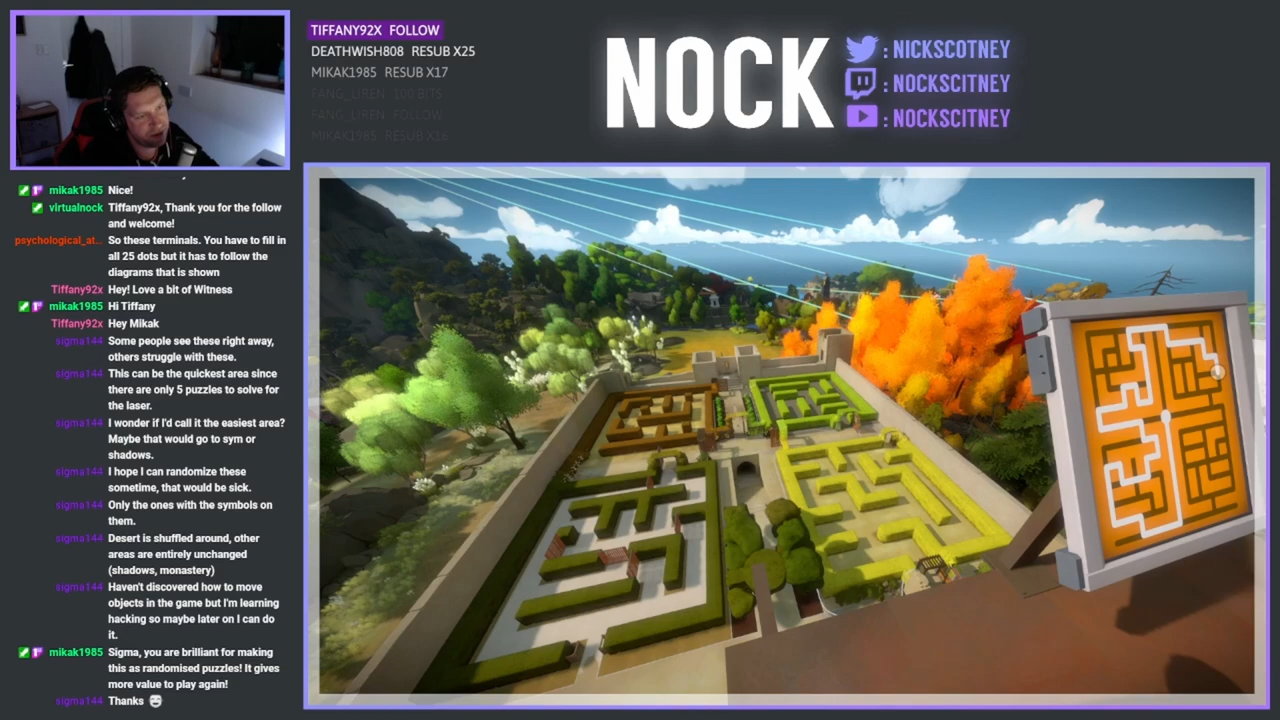 TIFFANY92X FOLLOW
DEATHWISH808 RESUB X25
MIKAK1985 RESUB X17
FANG_LIREN 100 BITS
FANG_LIREN FOLLOW
MIKAK1985 RESUB X16
NOCK
: NICKSCOTNEY
: NOCKSCITNEY
: NOCKSCITNEY
mikak1985 Nice!
virtualnock Tiffany92x, Thank you for the follow
and welcome!
psychological_at... So these terminals. You have to fill in
all 25 dots but it has to follow the
diagrams that is shown
Tiffany92x Hey! Love a bit of Witness
mikak1985 Hi Tiffany
Tiffany92x Hey Mikak
sigma144 Some people see these right away,
others struggle with these.
sigma144 This can be the quickest area since
there are only 5 puzzles to solve for
the laser.
sigma144 I wonder if I'd call it the easiest area?
Maybe that would go to sym or
shadows.
sigma144 I hope I can randomize these
sometime, that would be sick.
sigma144 Only the ones with the symbols on
them.
sigma144 Desert is shuffled around, other
areas are entirely unchanged
(shadows, monastery)
sigma144 Haven't discovered how to move
objects in the game but I'm learning
hacking so maybe later on I can do
it.
mikak1985 Sigma, you are brilliant for making
this as randomised puzzles! It gives
more value to play again!
sigma144 Thanks